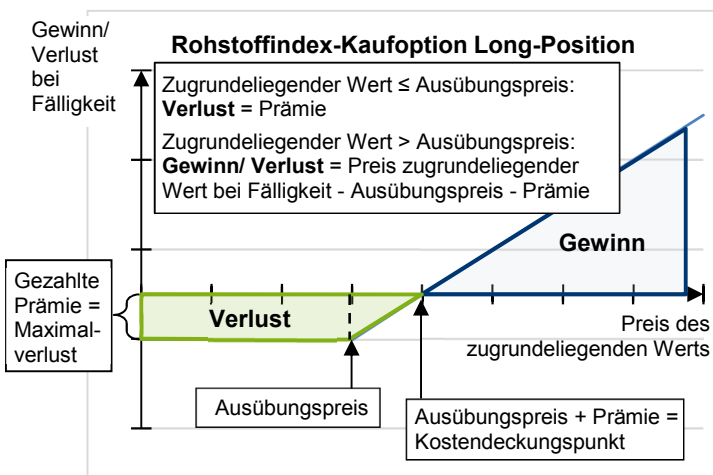 Gewinn/
Verlust
bei
Fälligkeit
Rohstoffindex-Kaufoption Long-Position
Zugrundeliegender Wert ≤ Ausübungspreis:
Verlust = Prämie
Zugrundeliegender Wert > Ausübungspreis:
Gewinn/ Verlust = Preis zugrundeliegender
Wert bei Fälligkeit - Ausübungspreis - Prämie
Gewinn
Gezahlte
Prämie =
Maximal-
verlust
Verlust
Preis des
zugrundeliegenden Werts
Ausübungspreis
Ausübungspreis + Prämie =
Kostendeckungspunkt